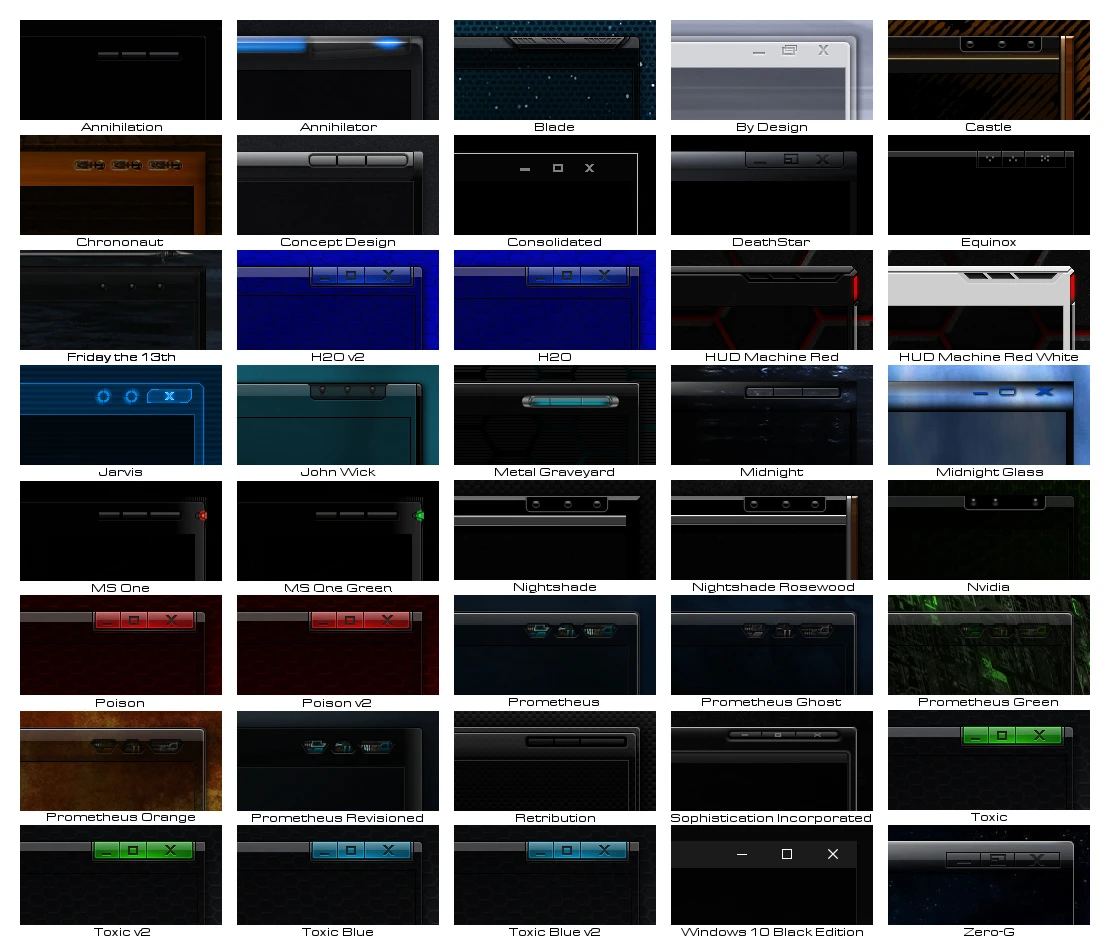 Annihilation
Annihilator
Blade
By Design
Castle
Chrononaut
Concept Design
Consolidated
DeathStar
Equinox
Friday the 13th
H2O v2
H2O
HUD Machine Red
HUD Machine Red White
Jarvis
John Wick
Metal Graveyard
Midnight
Midnight Glass
MS One
MS One Green
Nightshade
Nightshade Rosewood
Nvidia
Poison
Poison v2
Prometheus
Prometheus Ghost
Prometheus Green
Prometheus Orange
Prometheus Revisioned
Retribution
Sophistication Incorporated
Toxic
Toxic v2
Toxic Blue
Toxic Blue v2
Windows 10 Black Edition
Zero-G